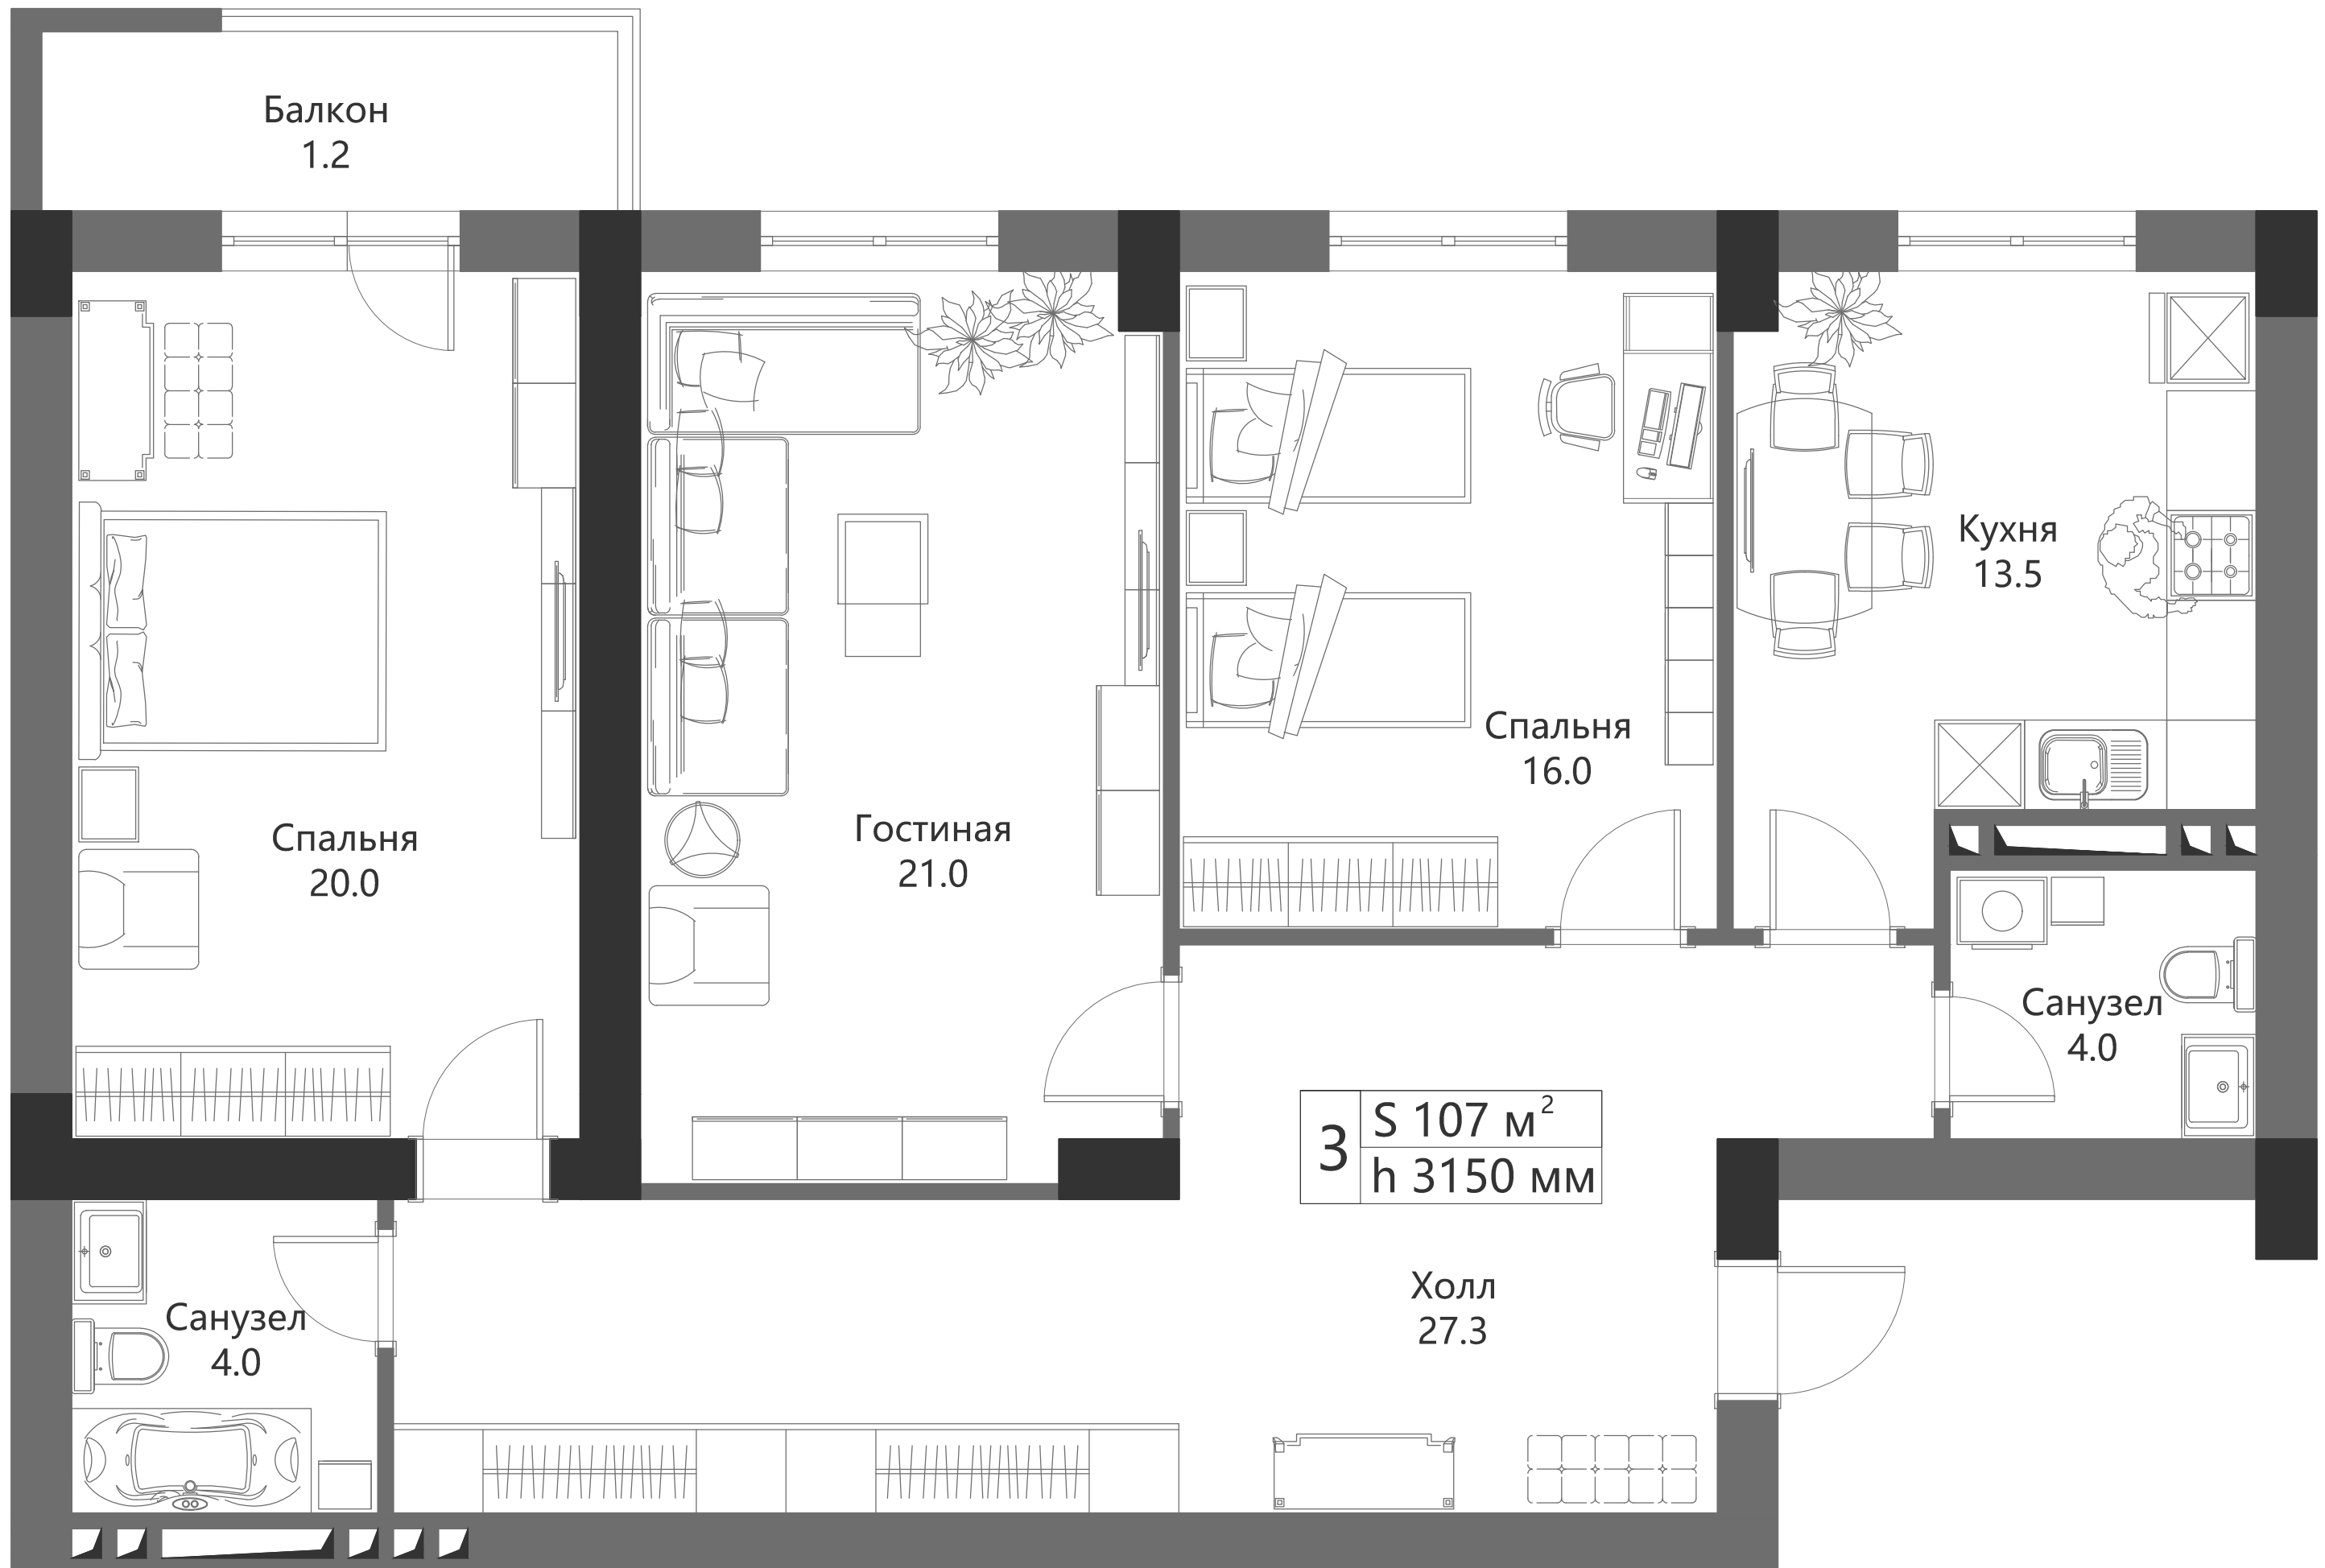 Балкон
1.2
Кухня
13.5
Спальня
16.0
Гостиная
21.0
Спальня
20.0
Санузел
4.0
3
S 107 м²
h 3150 мм
Холл
27.3
Санузел
4.0